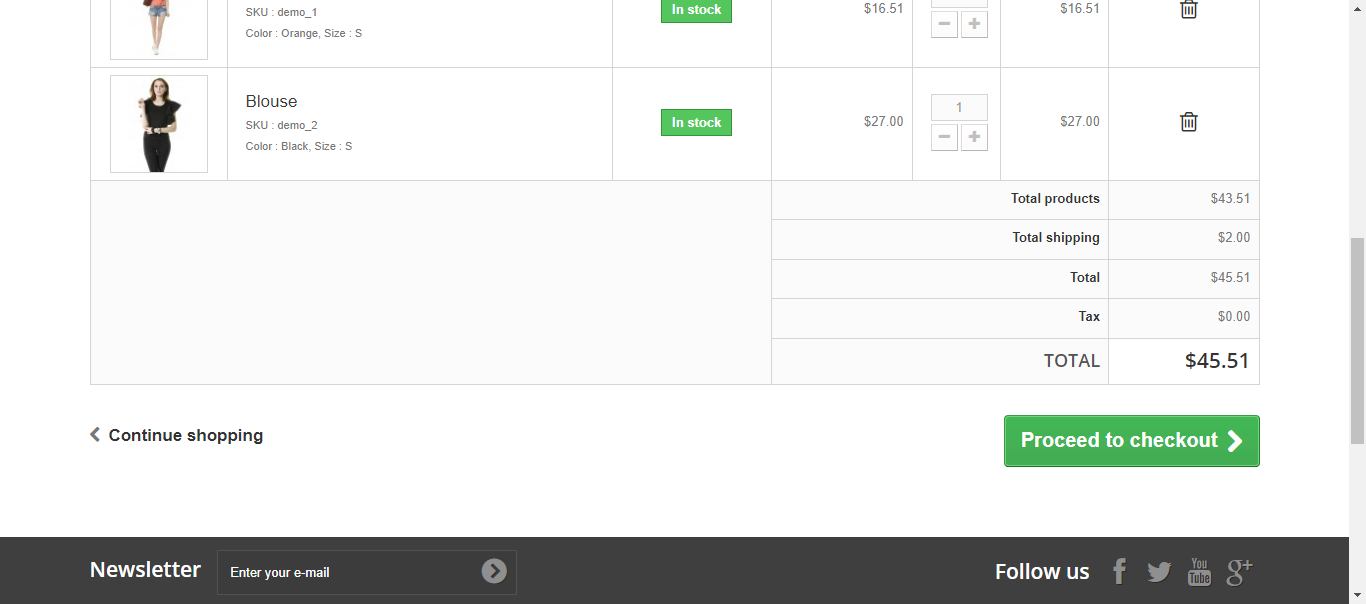 SKU : demo_1
Color : Orange, Size : S
In stock
$16.51
$16.51
Blouse
SKU : demo_2
Color : Black, Size : S
In stock
$27.00
1
$27.00
Total products $43.51
Total shipping $2.00
Total $45.51
Tax $0.00
TOTAL $45.51
Continue shopping
Proceed to checkout
Newsletter
Enter your e-mail
Follow us
You
Tube
g+